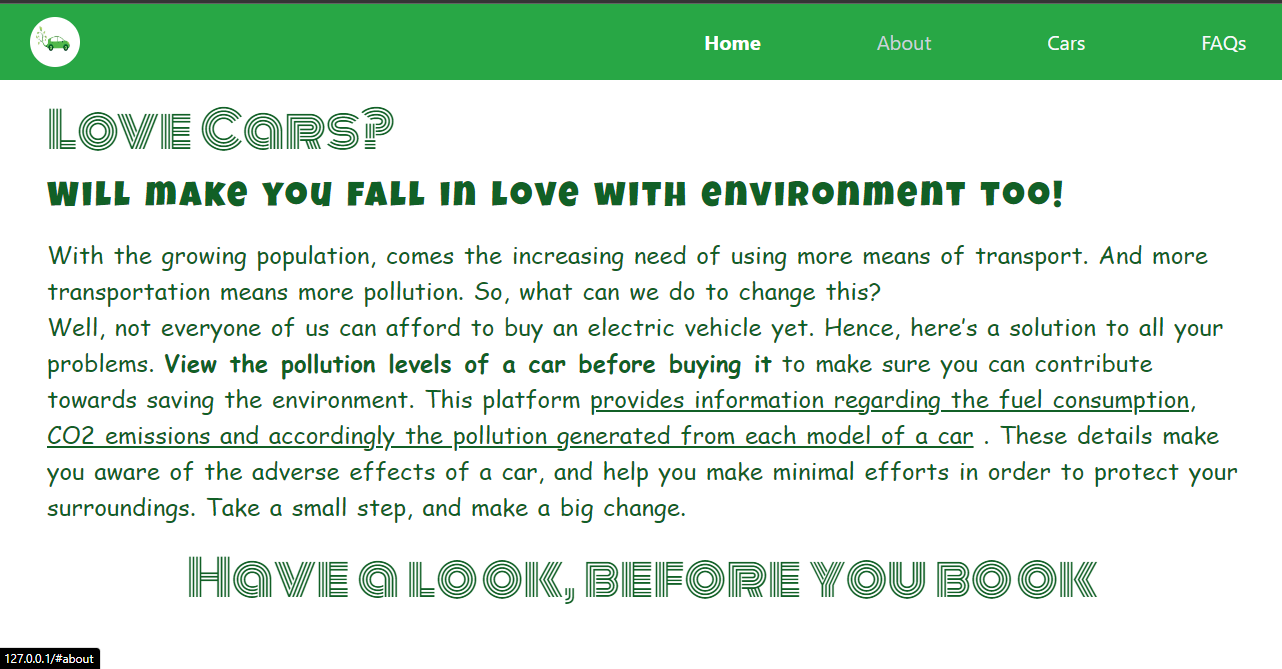 Home About Cars FAQs
Love Cars?
will make you fall in love with environment too!
With the growing population, comes the increasing need of using more means of transport. And more
transportation means more pollution. So, what can we do to change this?
Well, not everyone of us can afford to buy an electric vehicle yet. Hence, here's a solution to all your
problems. View the pollution levels of a car before buying it to make sure you can contribute
towards saving the environment. This platform provides information regarding the fuel consumption,
CO2 emissions and accordingly the pollution generated from each model of a car . These details make
you aware of the adverse effects of a car, and help you make minimal efforts in order to protect your
surroundings. Take a small step, and make a big change.
Have a look, before you book
127.0.0.1/#about